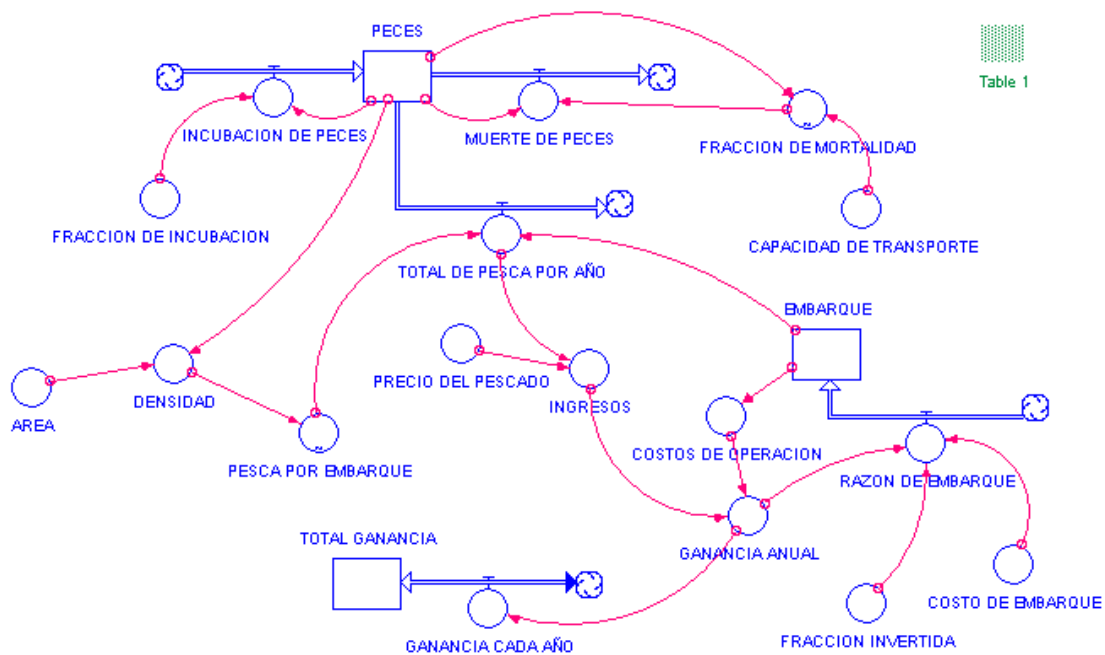 PECES
Table 1
INCUBACION DE PECES
MUERTE DE PECES
FRACCION DE MORTALIDAD
FRACCION DE INCUBACION
CAPACIDAD DE TRANSPORTE
TOTAL DE PESCA POR AÑO
EMBARQUE
PRECIO DEL PESCADO
DENSIDAD
INGRESOS
AREA
PESCA POR EMBARQUE
COSTOS DE OPERACION
RAZON DE EMBARQUE
TOTAL GANANCIA
GANANCIA ANUAL
COSTO DE EMBARQUE
GANANCIA CADA AÑO
FRACCION INVERTIDA